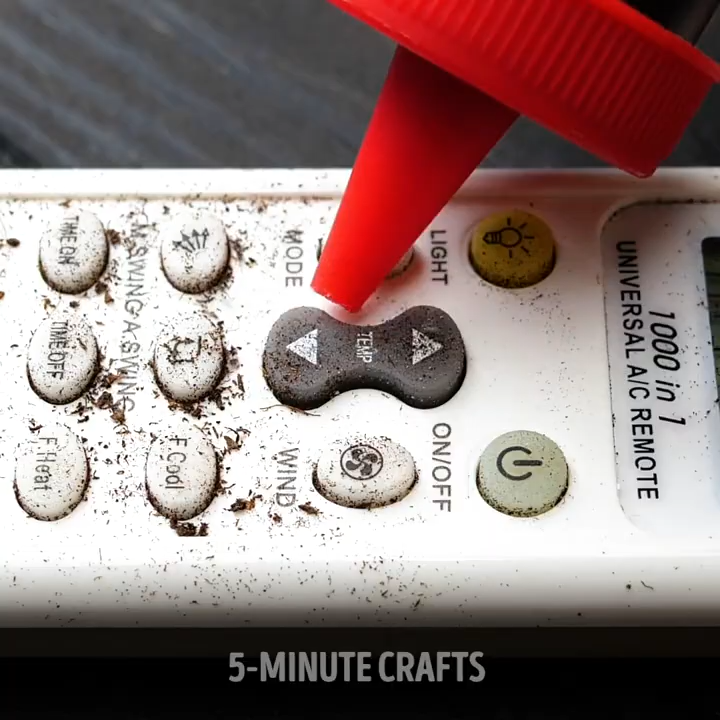 TIME ON
M.SWING
A.SWING
MODE
LIGHT
TIME OFF
TEMP
F.Heat
F.Cool
WIND
ON/OFF
1000 in 1
UNIVERSAL A/C REMOTE
5-MINUTE CRAFTS